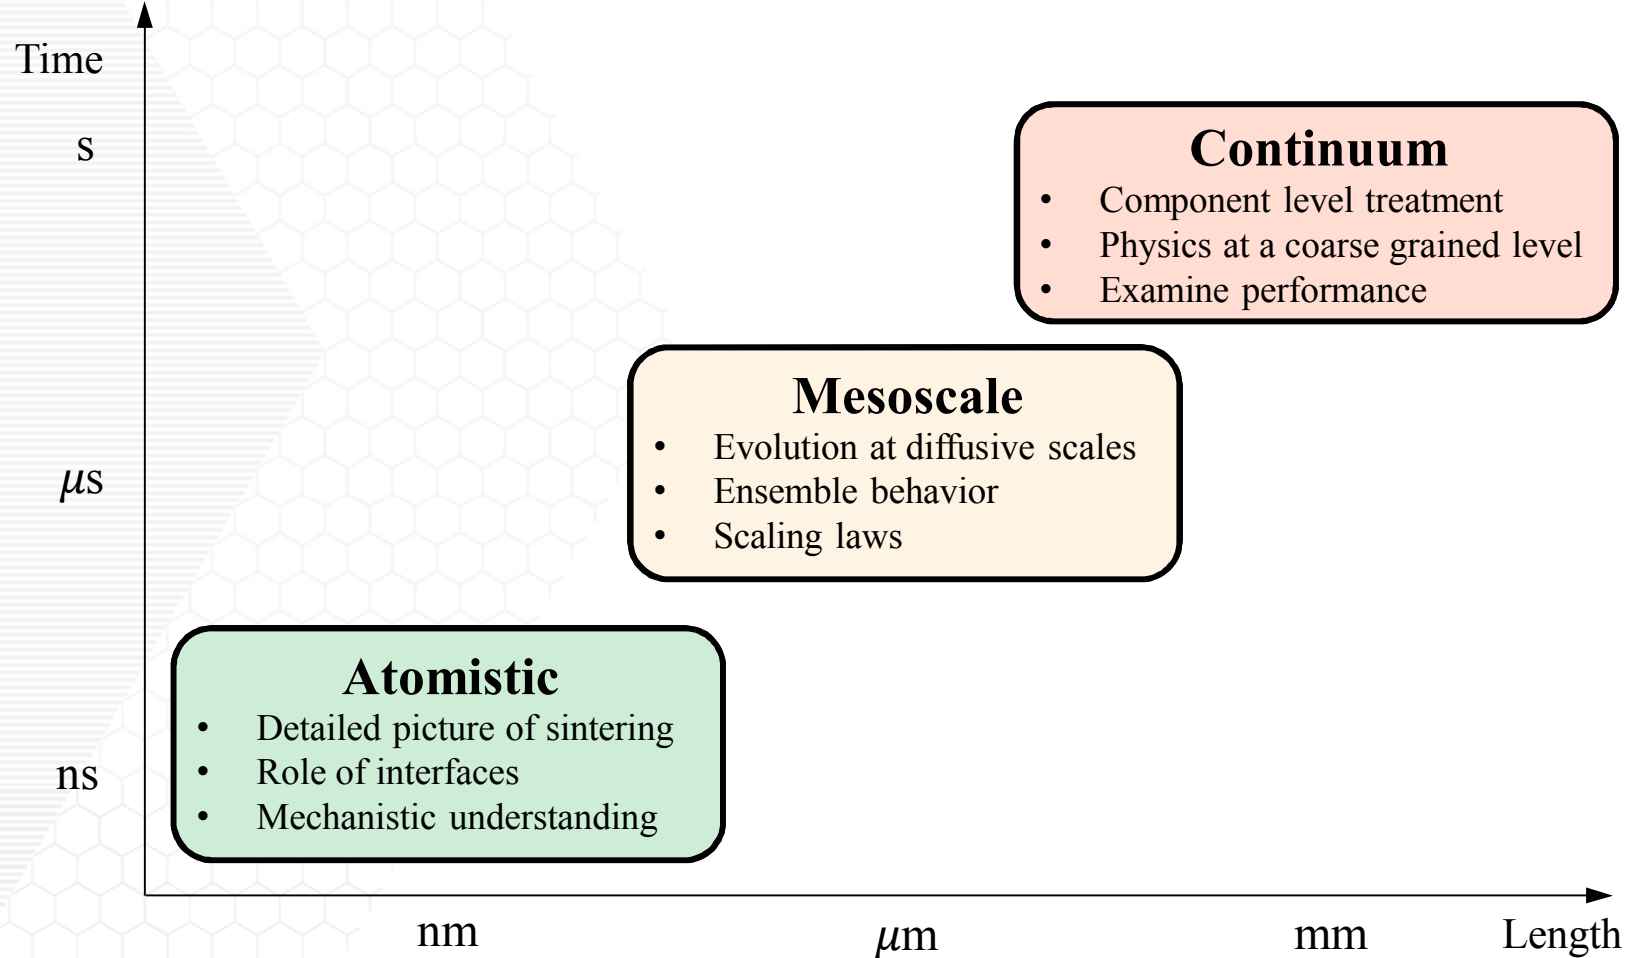 Time
s
Continuum
• Component level treatment
• Physics at a coarse grained level
• Examine performance
Mesoscale
• Evolution at diffusive scales
• Ensemble behavior
• Scaling laws
μs
Atomistic
• Detailed picture of sintering
• Role of interfaces
• Mechanistic understanding
ns
nm
μm
mm
Length